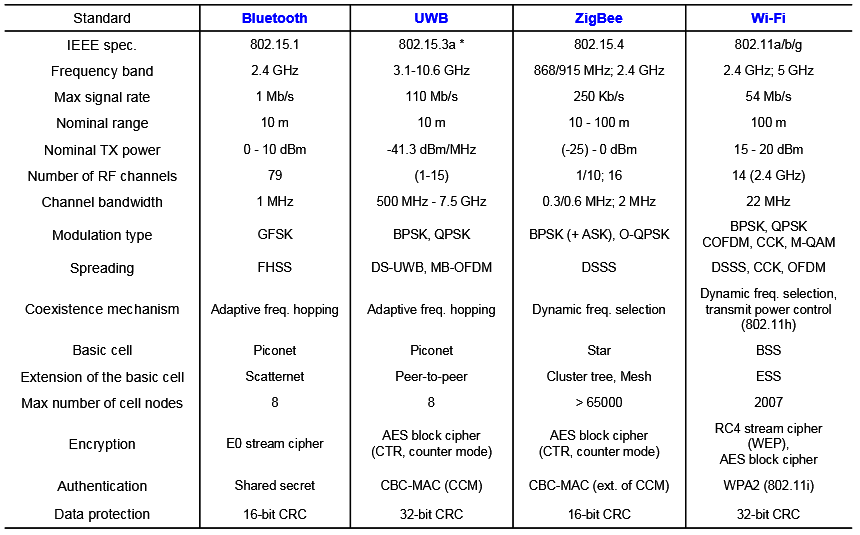 Standard Bluetooth UWB ZigBee Wi-Fi
IEEE spec. 802.15.1 802.15.3a * 802.15.4 802.11a/b/g
Frequency band 2.4 GHz 3.1-10.6 GHz 868/915 MHz; 2.4 GHz 2.4 GHz; 5 GHz
Max signal rate 1 Mb/s 110 Mb/s 250 Kb/s 54 Mb/s
Nominal range 10 m 10 m 10 - 100 m 100 m
Nominal TX power 0 - 10 dBm -41.3 dBm/MHz (-25) - 0 dBm 15 - 20 dBm
Number of RF channels 79 (1-15) 1/10; 16 14 (2.4 GHz)
Channel bandwidth 1 MHz 500 MHz - 7.5 GHz 0.3/0.6 MHz; 2 MHz 22 MHz
Modulation type GFSK BPSK, QPSK BPSK (+ ASK), O-QPSK BPSK, QPSK
COFDM, CCK, M-QAM
Spreading FHSS DS-UWB, MB-OFDM DSSS DSSS, CCK, OFDM
Coexistence mechanism Adaptive freq. hopping Adaptive freq. hopping Dynamic freq. selection Dynamic freq. selection,
transmit power control
(802.11h)
Basic cell Piconet Piconet Star BSS
Extension of the basic cell Scatternet Peer-to-peer Cluster tree, Mesh ESS
Max number of cell nodes 8 8 > 65000 2007
Encryption E0 stream cipher AES block cipher
(CTR, counter mode) AES block cipher
(CTR, counter mode) RC4 stream cipher
(WEP),
AES block cipher
Authentication Shared secret CBC-MAC (CCM) CBC-MAC (ext. of CCM) WPA2 (802.11i)
Data protection 16-bit CRC 32-bit CRC 16-bit CRC 32-bit CRC